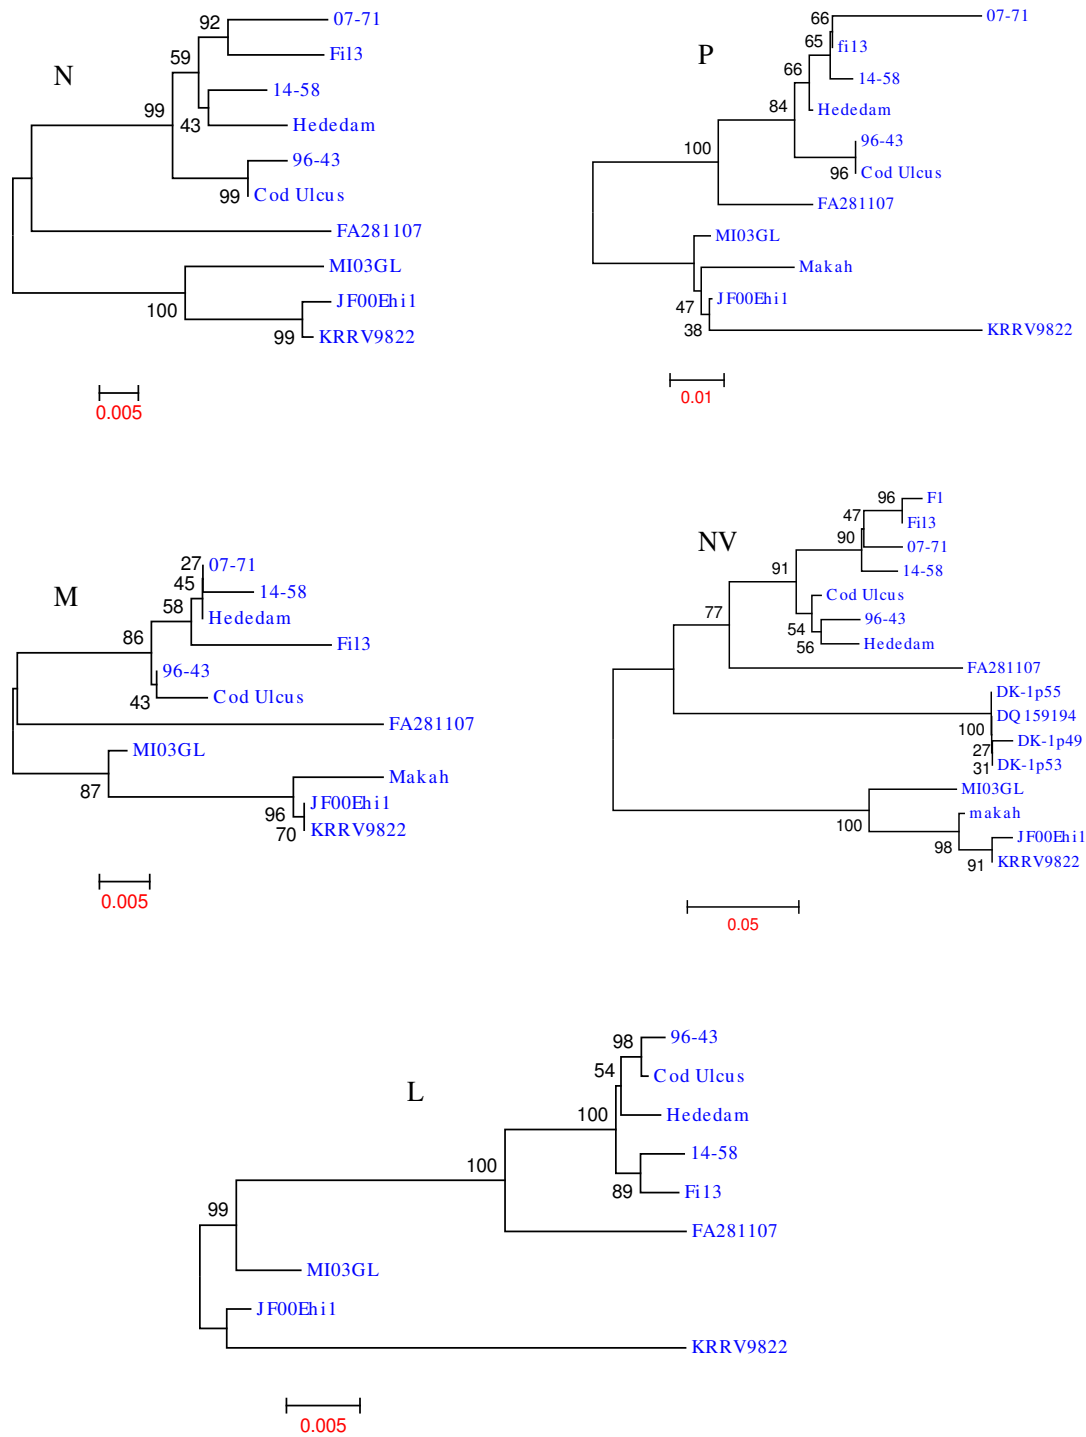 N
92
07-71
59
Fil3
14-58
99
43
Hededam
96-43
99
Cod Ulcus
FA281107
MI03GL
100
JF00Ehi1
99
KRRV9822
0.005
P
66
07-71
65
fil3
66
14-58
84
Hededam
96-43
100
96
Cod Ulcus
FA281107
MI03GL
Makah
JF00Ehi1
47
38
KRRV9822
0.01
M
27
07-71
45
14-58
58
Hededam
86
Fil3
96-43
43
Cod Ulcus
FA281107
MI03GL
87
Makah
JF00Ehi1
96
70
KRRV9822
0.005
NV
96
F1
47
Fil3
90
07-71
91
14-58
Cod Ulcus
77
96-43
54
56
Hededam
FA281107
DK-1p55
DQ159194
100
DK-1p49
27
31
DK-1p53
MI03GL
makah
100
JF00Ehi1
98
91
KRRV9822
0.05
L
98
96-43
54
Cod Ulcus
100
Hededam
14-58
100
89
Fi13
99
FA281107
MI03GL
JF00Ehi1
KRRV9822
0.005